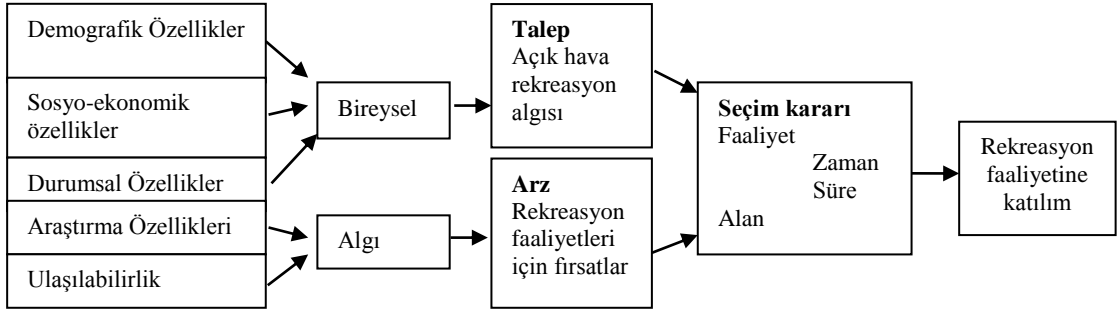 Demografik Özellikler
Sosyo-ekonomik
özellikler
Durumsal Özellikler
Araştırma Özellikleri
Ulaşılabilirlik
Bireysel
Algı
Talep
Açık hava
rekreasyon
algısı
Arz
Rekreasyon
faaliyetleri
için fırsatlar
Seçim kararı
Faaliyet
Zaman
Süre
Alan
Rekreasyon
faaliyetine
katılım